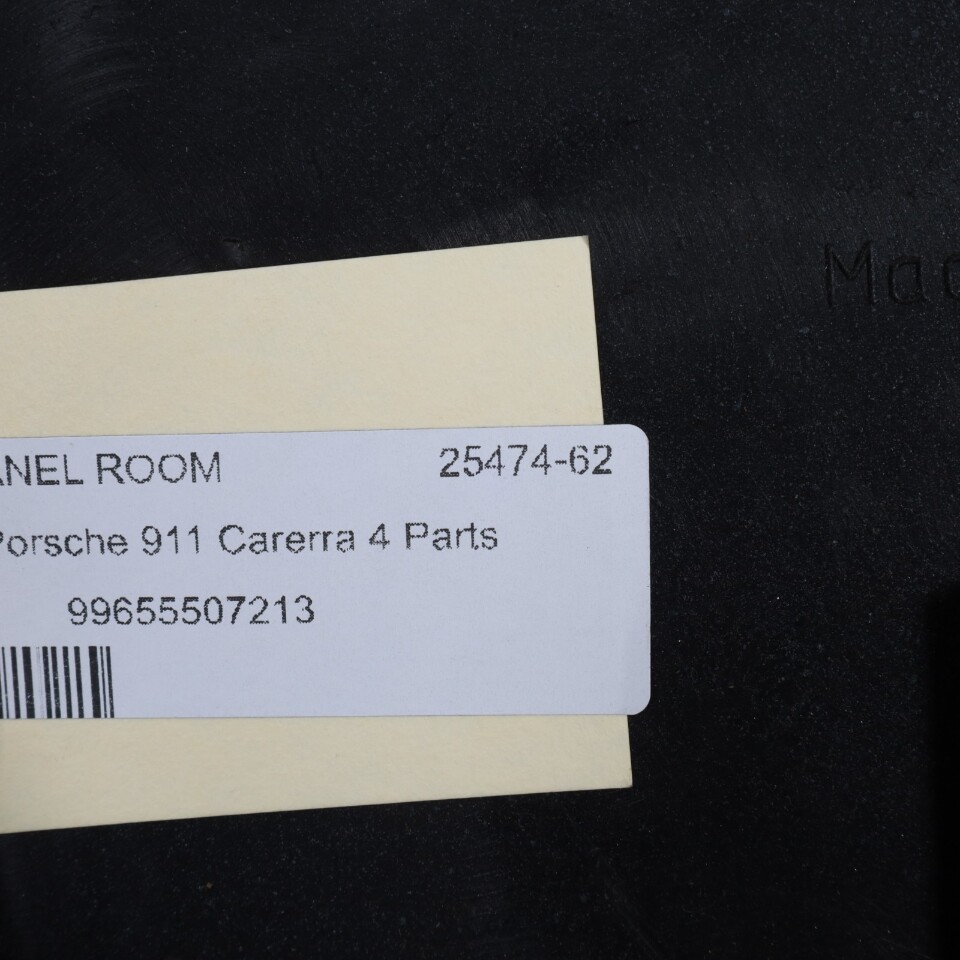 ANEL ROOM 25474-62
Porsche 911 Carerra 4 Parts
99655507213